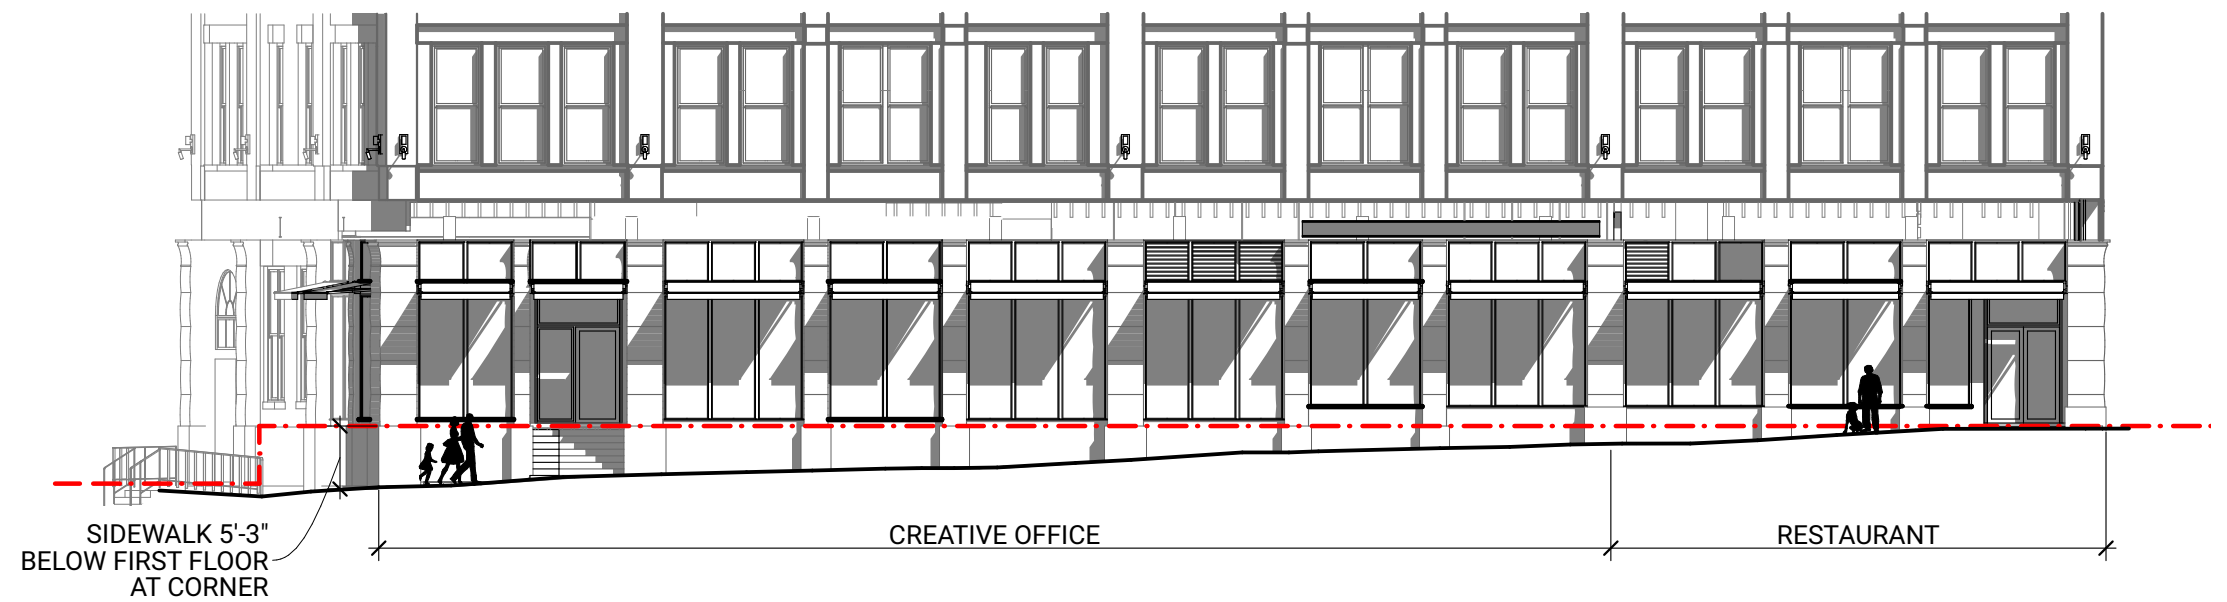 SIDEWALK 5'-3"
BELOW FIRST FLOOR
AT CORNER
CREATIVE OFFICE
RESTAURANT